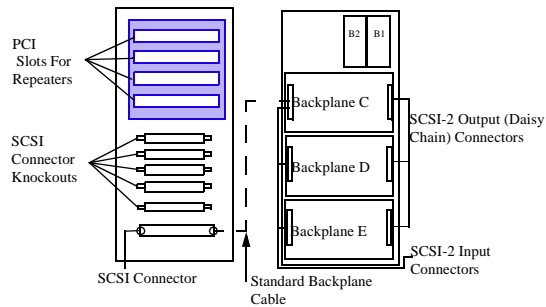 PCI
Slots For
Repeaters
SCSI
Connector
Knockouts
SCSI Connector
B2
B1
Backplane C
Backplane D
Backplane E
SCSI-2 Output (Daisy
Chain) Connectors
SCSI-2 Input
Connectors
Standard Backplane
Cable